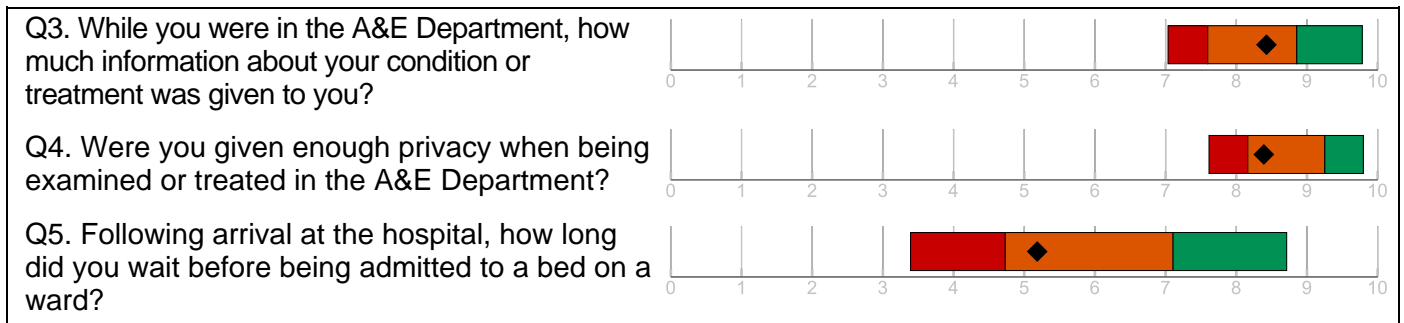 Q3. While you were in the A&E Department, how
much information about your condition or
treatment was given to you?
0 1 2 3 4 5 6 7 8 9 10
Q4. Were you given enough privacy when being
examined or treated in the A&E Department?
0 1 2 3 4 5 6 7 8 9 10
Q5. Following arrival at the hospital, how long
did you wait before being admitted to a bed on a
ward?
0 1 2 3 4 5 6 7 8 9 10